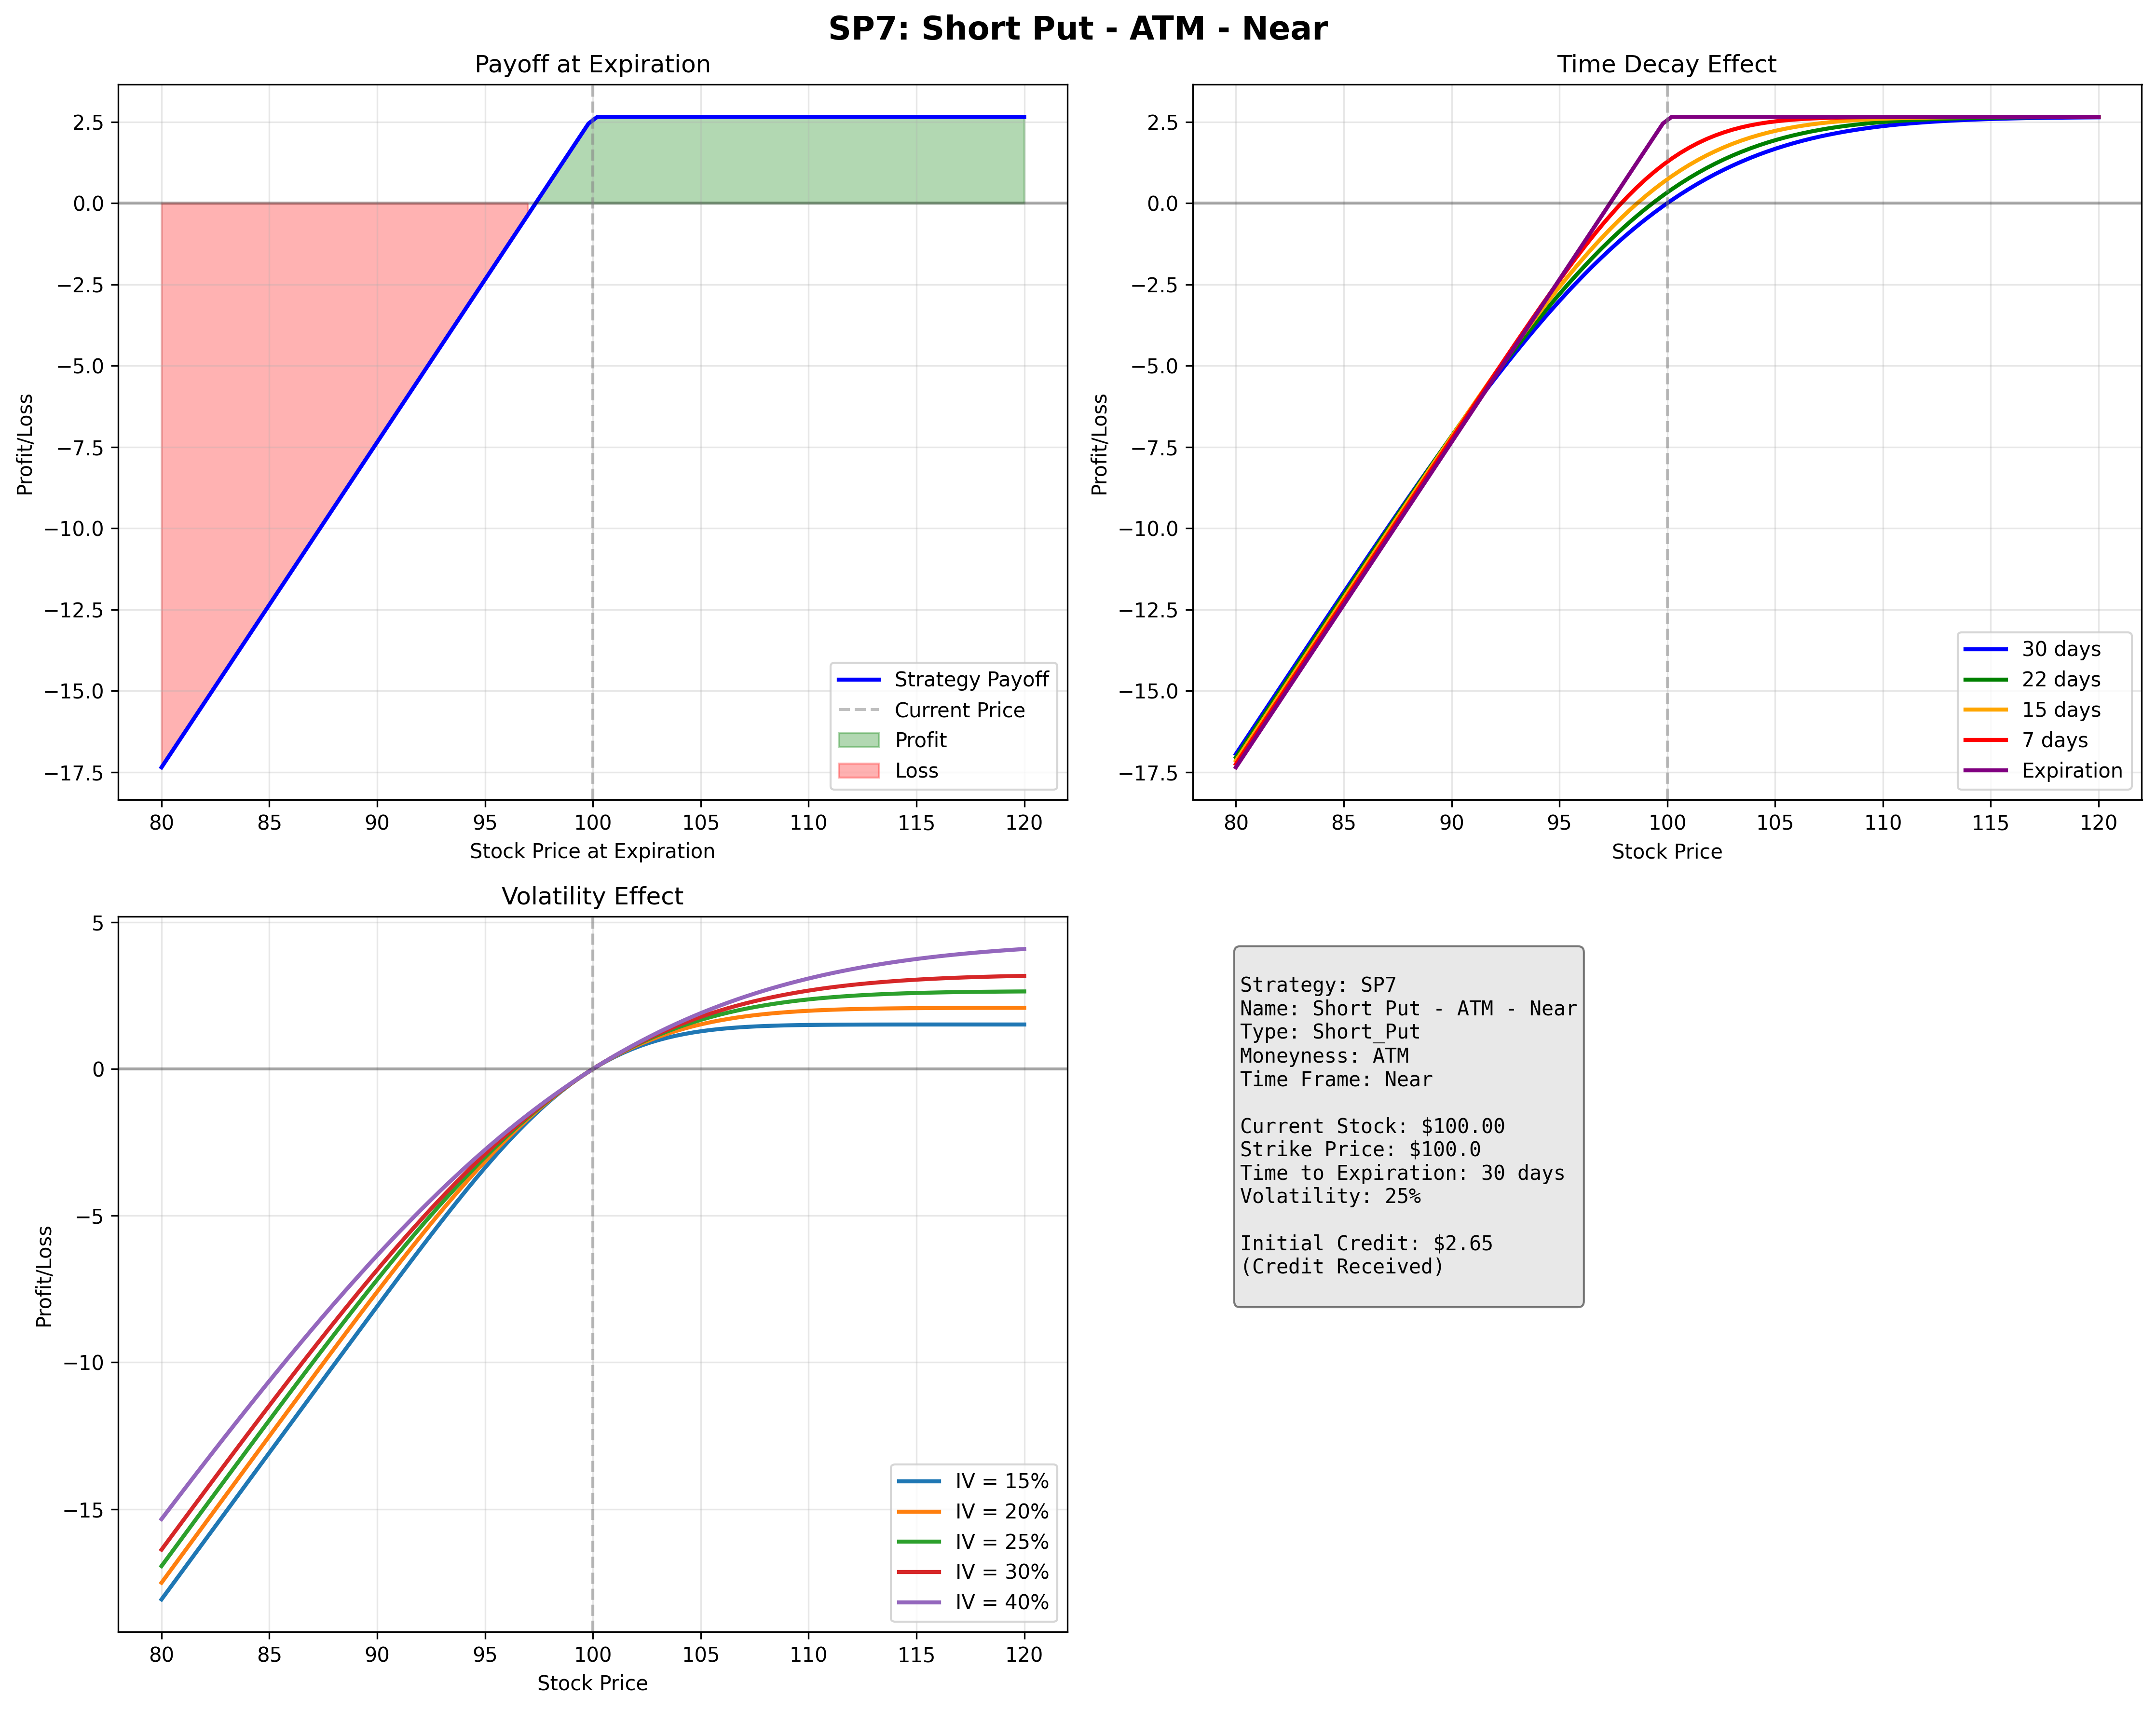 SP7: Short Put - ATM - Near
Payoff at Expiration
Profit/Loss
2.5
0.0
−2.5
−5.0
−7.5
−10.0
−12.5
−15.0
−17.5
80 85 90 95 100 105 110 115 120
Stock Price at Expiration
Strategy Payoff
Current Price
Profit
Loss
Time Decay Effect
Profit/Loss
2.5
0.0
−2.5
−5.0
−7.5
−10.0
−12.5
−15.0
−17.5
80 85 90 95 100 105 110 115 120
Stock Price
30 days
22 days
15 days
7 days
Expiration
Volatility Effect
Profit/Loss
5
0
−5
−10
−15
80 85 90 95 100 105 110 115 120
Stock Price
IV = 15%
IV = 20%
IV = 25%
IV = 30%
IV = 40%
Strategy: SP7
Name: Short Put - ATM - Near
Type: Short_Put
Moneyness: ATM
Time Frame: Near
Current Stock: $100.00
Strike Price: $100.0
Time to Expiration: 30 days
Volatility: 25%
Initial Credit: $2.65
(Credit Received)